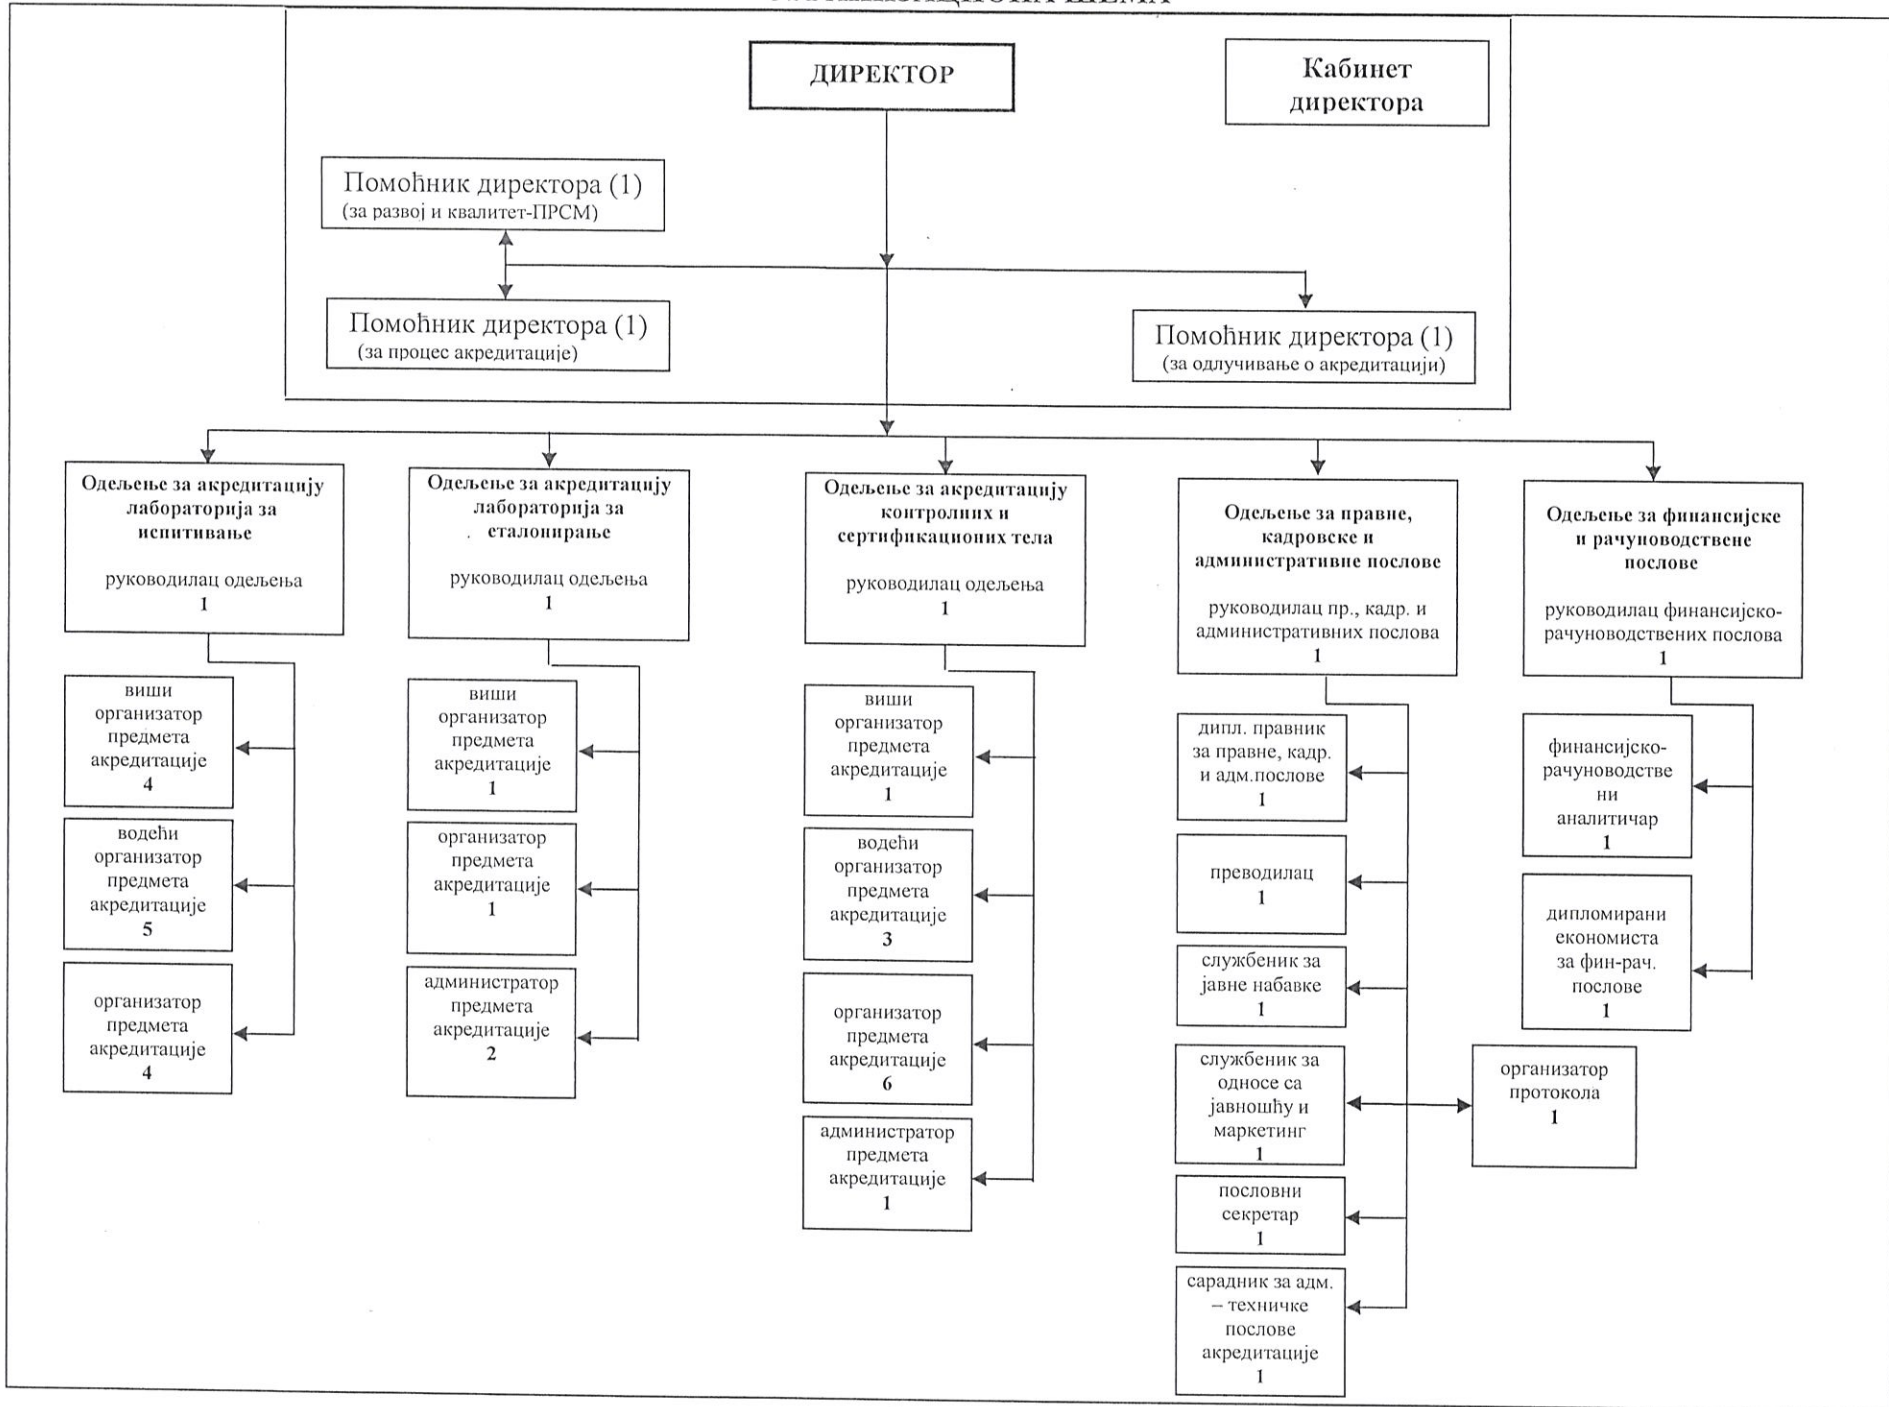 ШЕМА
ДИРЕКТОР
Кабинет
директора
Помоћник директора (1)
(за развој и квалитет-ПРСМ)
Помоћник директора (1)
(за процес акредитације)
Помоћник директора (1)
(за одлучивање о акредитацији)
Одељење за акредитацију
лабораторија за
испитивање
руководилац одељења
1
виши
организатор
предмета
акредитације
4
водећи
организатор
предмета
акредитације
5
организатор
предмета
акредитације
4
Одељење за акредитацију
лабораторија за
еталонирање
руководилац одељења
1
виши
организатор
предмета
акредитације
1
организатор
предмета
акредитације
1
администратор
предмета
акредитације
2
Одељење за акредитацију
контролних и
сертификационих тела
руководилац одељења
1
виши
организатор
предмета
акредитације
1
водећи
организатор
предмета
акредитације
3
организатор
предмета
акредитације
6
администратор
предмета
акредитације
1
Одељење за правне,
кадровске и
административне послове
руководилац пр., кадр. и
административних послова
1
дипл. правник
за правне, кадр.
и адм.послове
1
преводилац
1
службеник за
јавне набавке
1
службеник за
односе са
јавношћу и
маркетинг
1
организатор
протокола
1
пословни
секретар
1
сарадник за адм.
– техничке
послове
акредитације
1
Одељење за финансијске
и рачуноводствене
послове
руководилац финансијско-
рачуноводствених послова
1
финансијско-
рачуноводстве
ни
аналитичар
1
дипломирани
економиста
за фин-рач.
послове
1